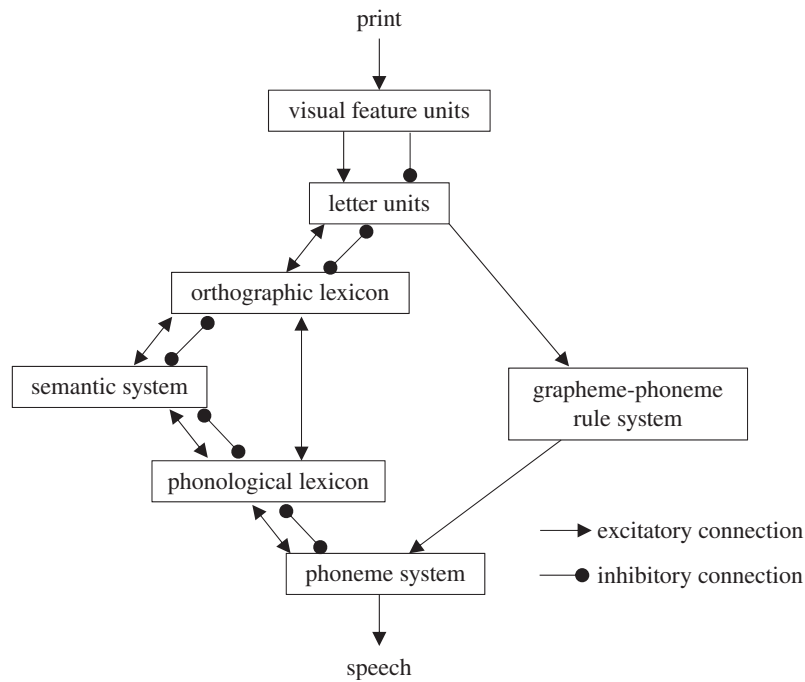 print
visual feature units
letter units
orthographic lexicon
semantic system
grapheme-phoneme
rule system
phonological lexicon
excitatory connection
phoneme system
inhibitory connection
speech